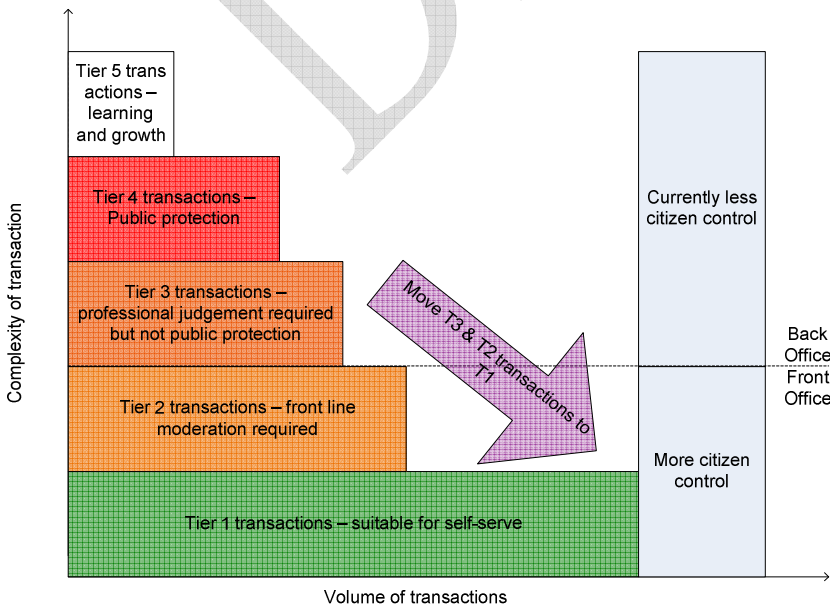 Tier 5 trans
actions –
learning
and growth
Tier 4 transactions –
Public protection
Tier 3 transactions –
professional judgement required
but not public protection
Tier 2 transactions – front line
moderation required
Tier 1 transactions – suitable for self-serve
Move T3 & T2 transactions to
T1
Currently less
citizen control
More citizen
control
Back
Office
Front
Office
Complexity of transaction
Volume of transactions